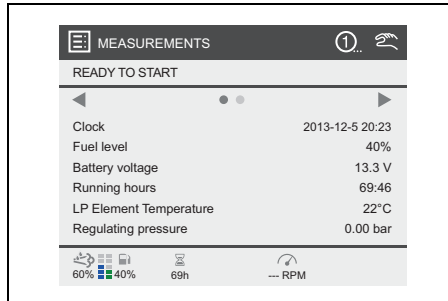 MEASUREMENTS 1...
READY TO START
Clock 2013-12-5 20:23
Fuel level 40%
Battery voltage 13.3 V
Running hours 69:46
LP Element Temperature 22°C
Regulating pressure 0.00 bar
60% 40% 69h --- RPM